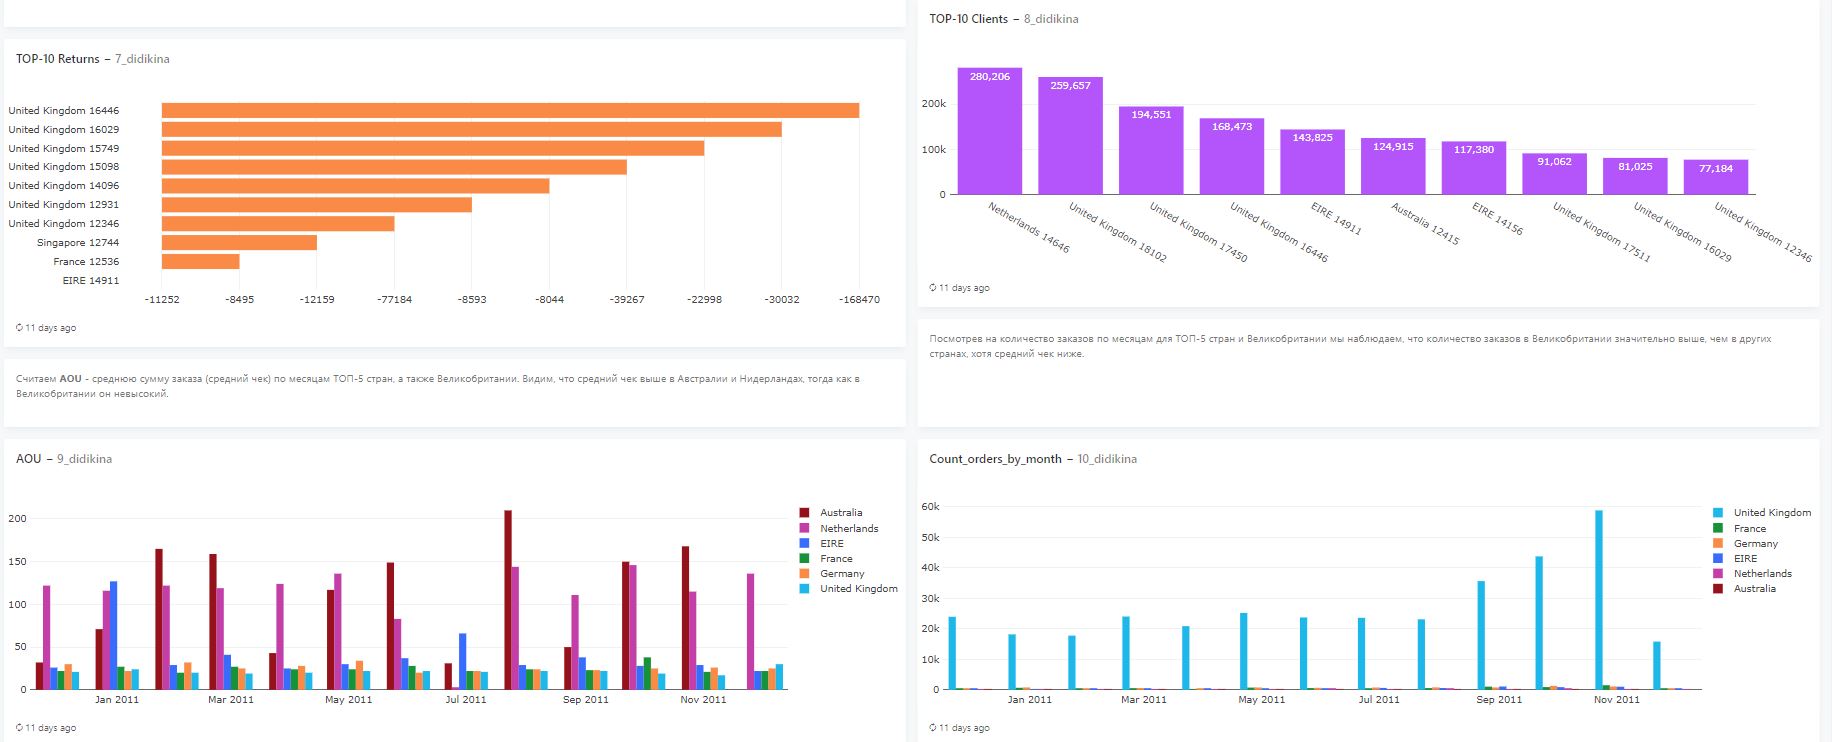 TOP-10 Returns – 7_didikina
United Kingdom 16446
United Kingdom 16029
United Kingdom 15749
United Kingdom 15098
United Kingdom 14096
United Kingdom 12931
United Kingdom 12346
Singapore 12744
France 12536
EIRE 14911
-11252 -8495 -12159 -77184 -8593 -8044 -39267 -22998 -30032 -168470
11 days ago
TOP-10 Clients – 8_didikina
200k
100k
0
280,206
259,657
194,551
168,473
143,825
124,915
117,380
91,062
81,025
77,184
Netherlands 14646
United Kingdom 18102
United Kingdom 17450
United Kingdom 16446
EIRE 14911
Australia 12415
EIRE 14156
United Kingdom 17511
United Kingdom 16029
United Kingdom 12346
11 days ago
Считаем AOU - среднюю сумму заказа (средний чек) по месяцам ТОП-5 стран, а также Великобритании. Видим, что средний чек выше в Австралии и Нидерландах, тогда как в
Великобритании он невысокий.
Посмотрев на количество заказов по месяцам для ТОП-5 стран и Великобритании мы наблюдаем, что количество заказов в Великобритании значительно выше, чем в других
странах, хотя средний чек ниже.
AOU – 9_didikina
200
150
100
50
0
Jan 2011 Mar 2011 May 2011 Jul 2011 Sep 2011 Nov 2011
Australia
Netherlands
EIRE
France
Germany
United Kingdom
11 days ago
Count_orders_by_month – 10_didikina
60k
50k
40k
30k
20k
10k
0
Jan 2011 Mar 2011 May 2011 Jul 2011 Sep 2011 Nov 2011
United Kingdom
France
Germany
EIRE
Netherlands
Australia
11 days ago